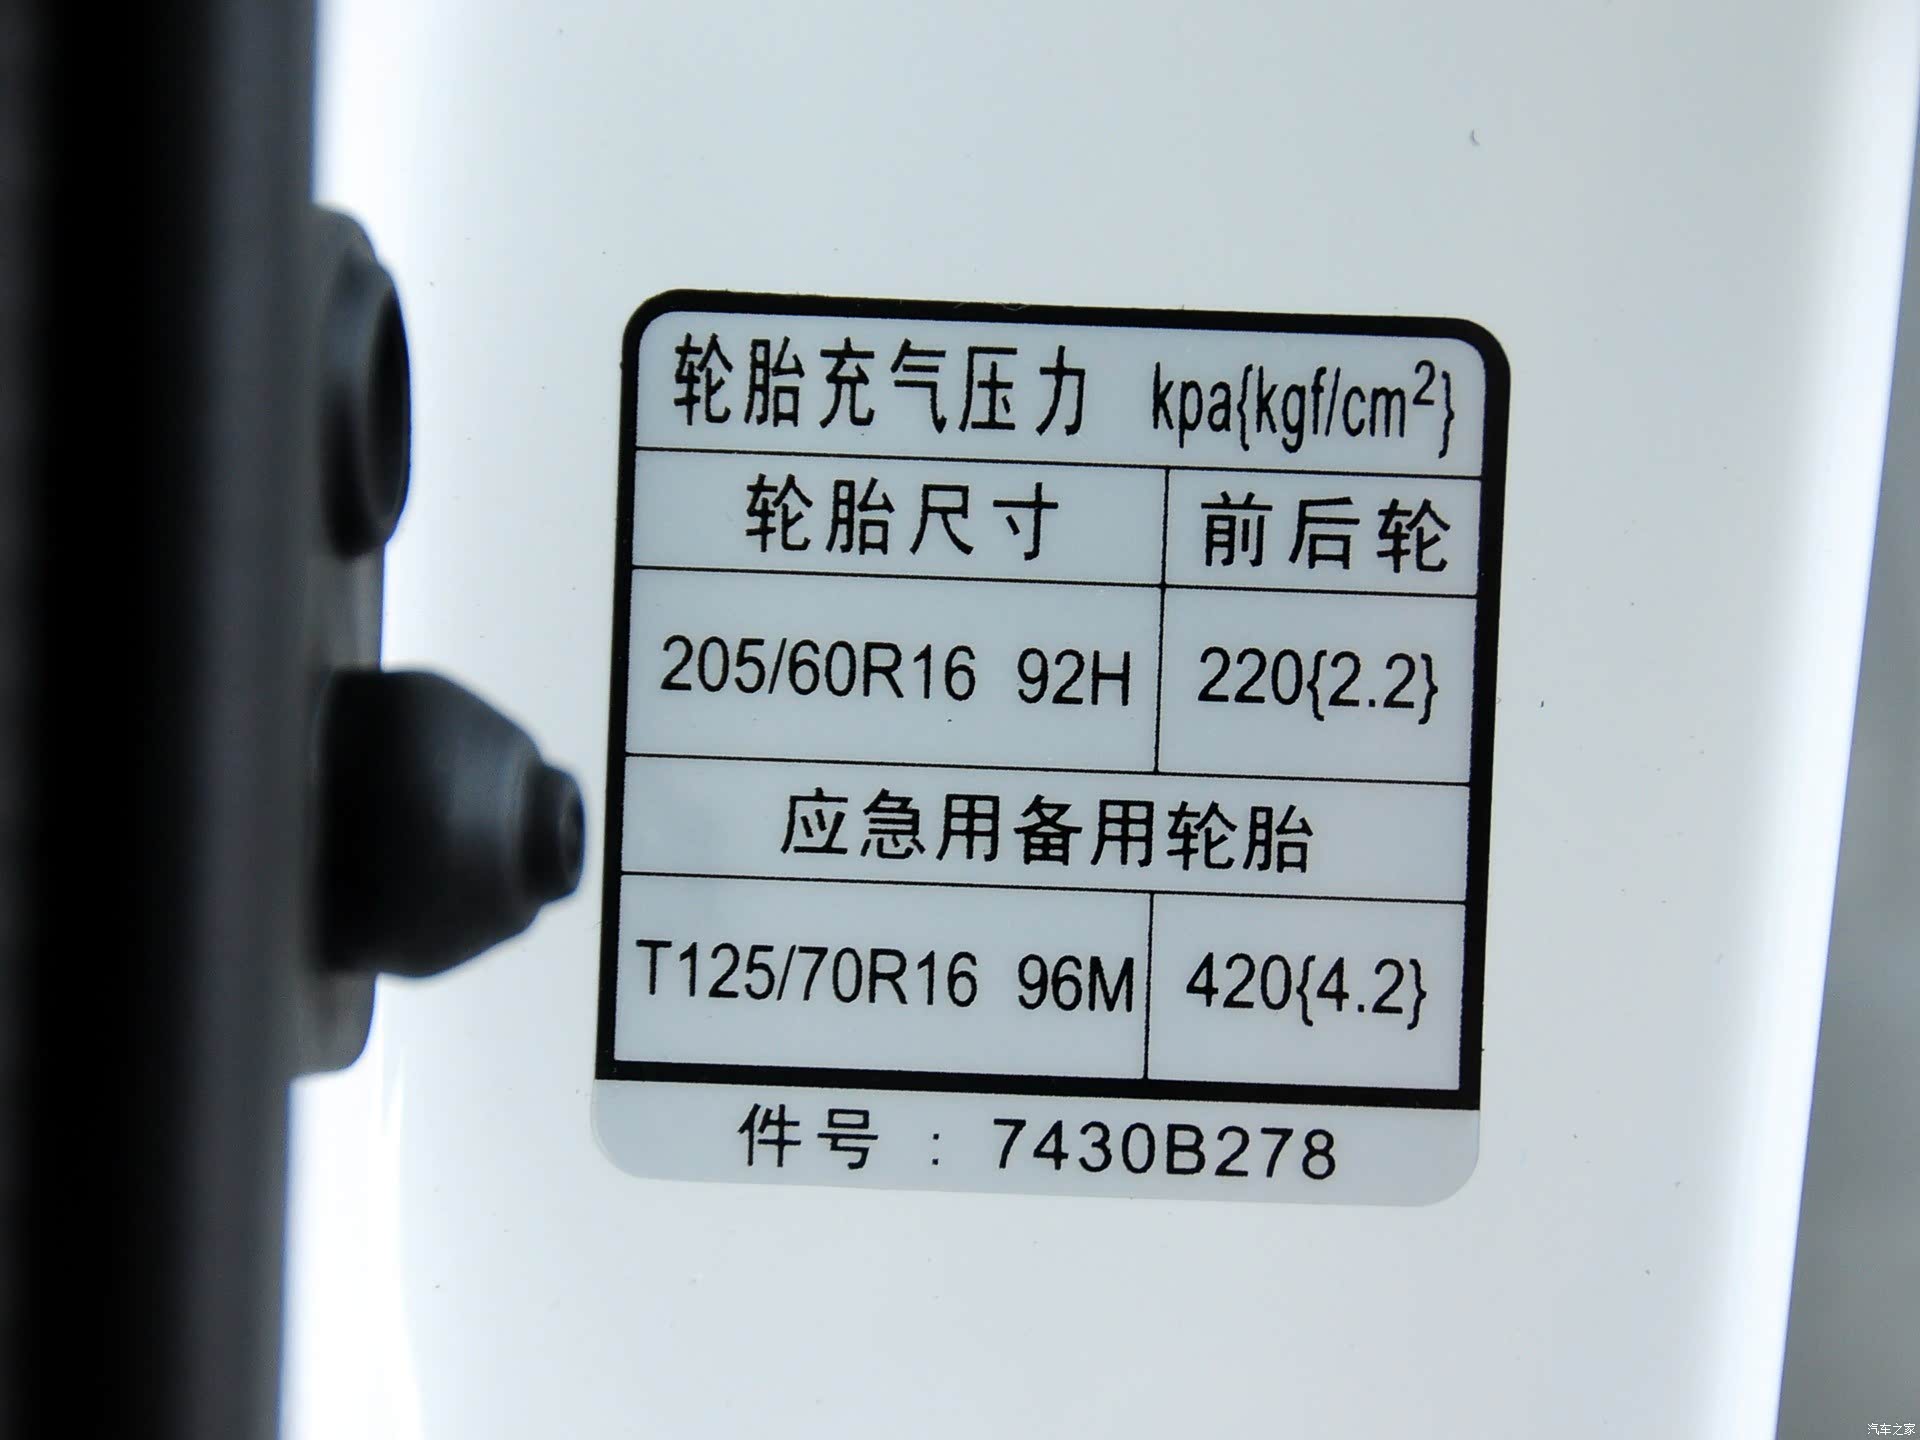 轮胎充气压力 kpa{kgf/cm²}
轮胎尺寸 前后轮
205/60R16 92H 220{2.2}
应急用备用轮胎
T125/70R16 96M 420{4.2}
件号:7430B278
汽车之家